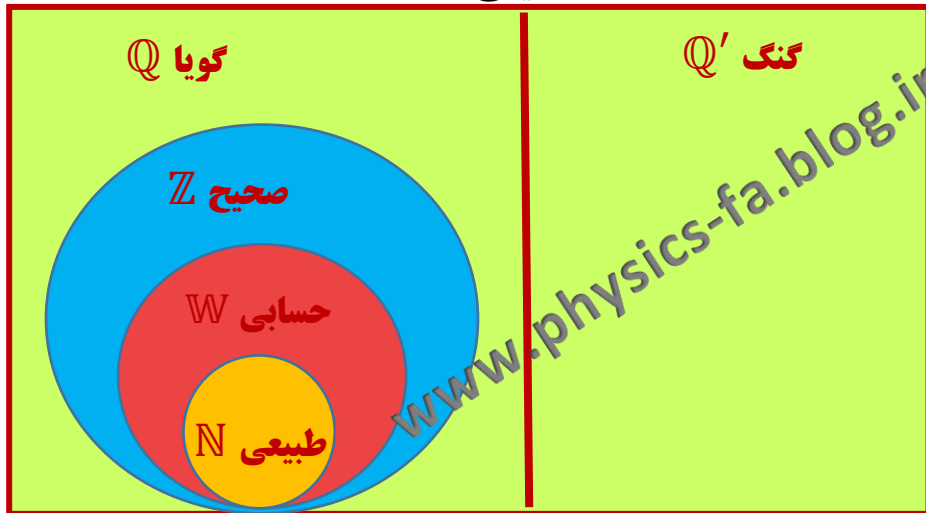 گنگ ℚ′
گویا ℚ
صحیح ℤ
حسابی 𝕎
طبیعی ℕ
www.physics-fa.blog.ir